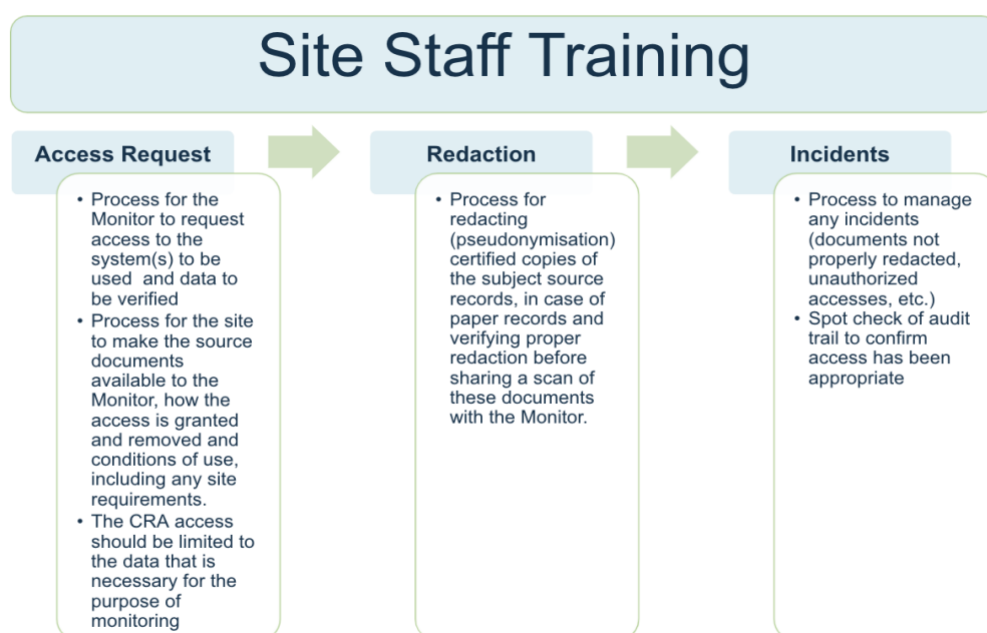 Site Staff Training
Access Request
• Process for the
Monitor to request
access to the
system(s) to be
used  and data to
be verified
• Process for the site
to make the source
documents
available to the
Monitor, how the
access is granted
and removed and
conditions of use,
including any site
requirements.
• The CRA access
should be limited to
the data that is
necessary for the
purpose of
monitoring
Redaction
• Process for
redacting
(pseudonymisation)
certified copies of
the subject source
records, in case of
paper records and
verifying proper
redaction before
sharing a scan of
these documents
with the Monitor.
Incidents
• Process to manage
any incidents
(documents not
properly redacted,
unauthorized
accesses, etc.)
• Spot check of audit
trail to confirm
access has been
appropriate